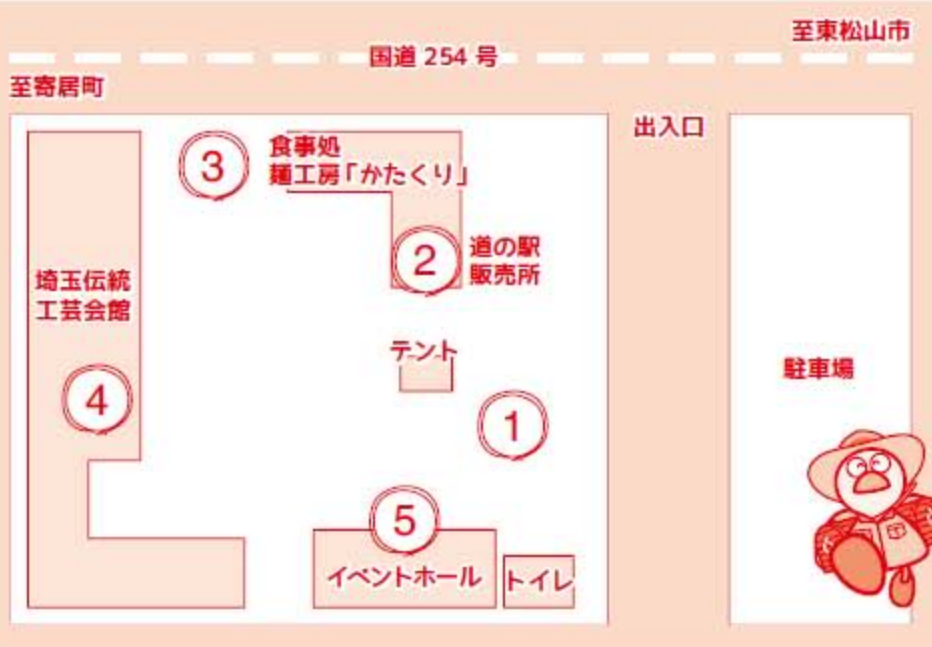 至東松山市
国道 254 号
至寄居町
出入口
3
食事処
麺工房「かたくり」
2
道の駅
販売所
埼玉伝統
工芸会館
テント
駐車場
4
1
5
イベントホール
トイレ